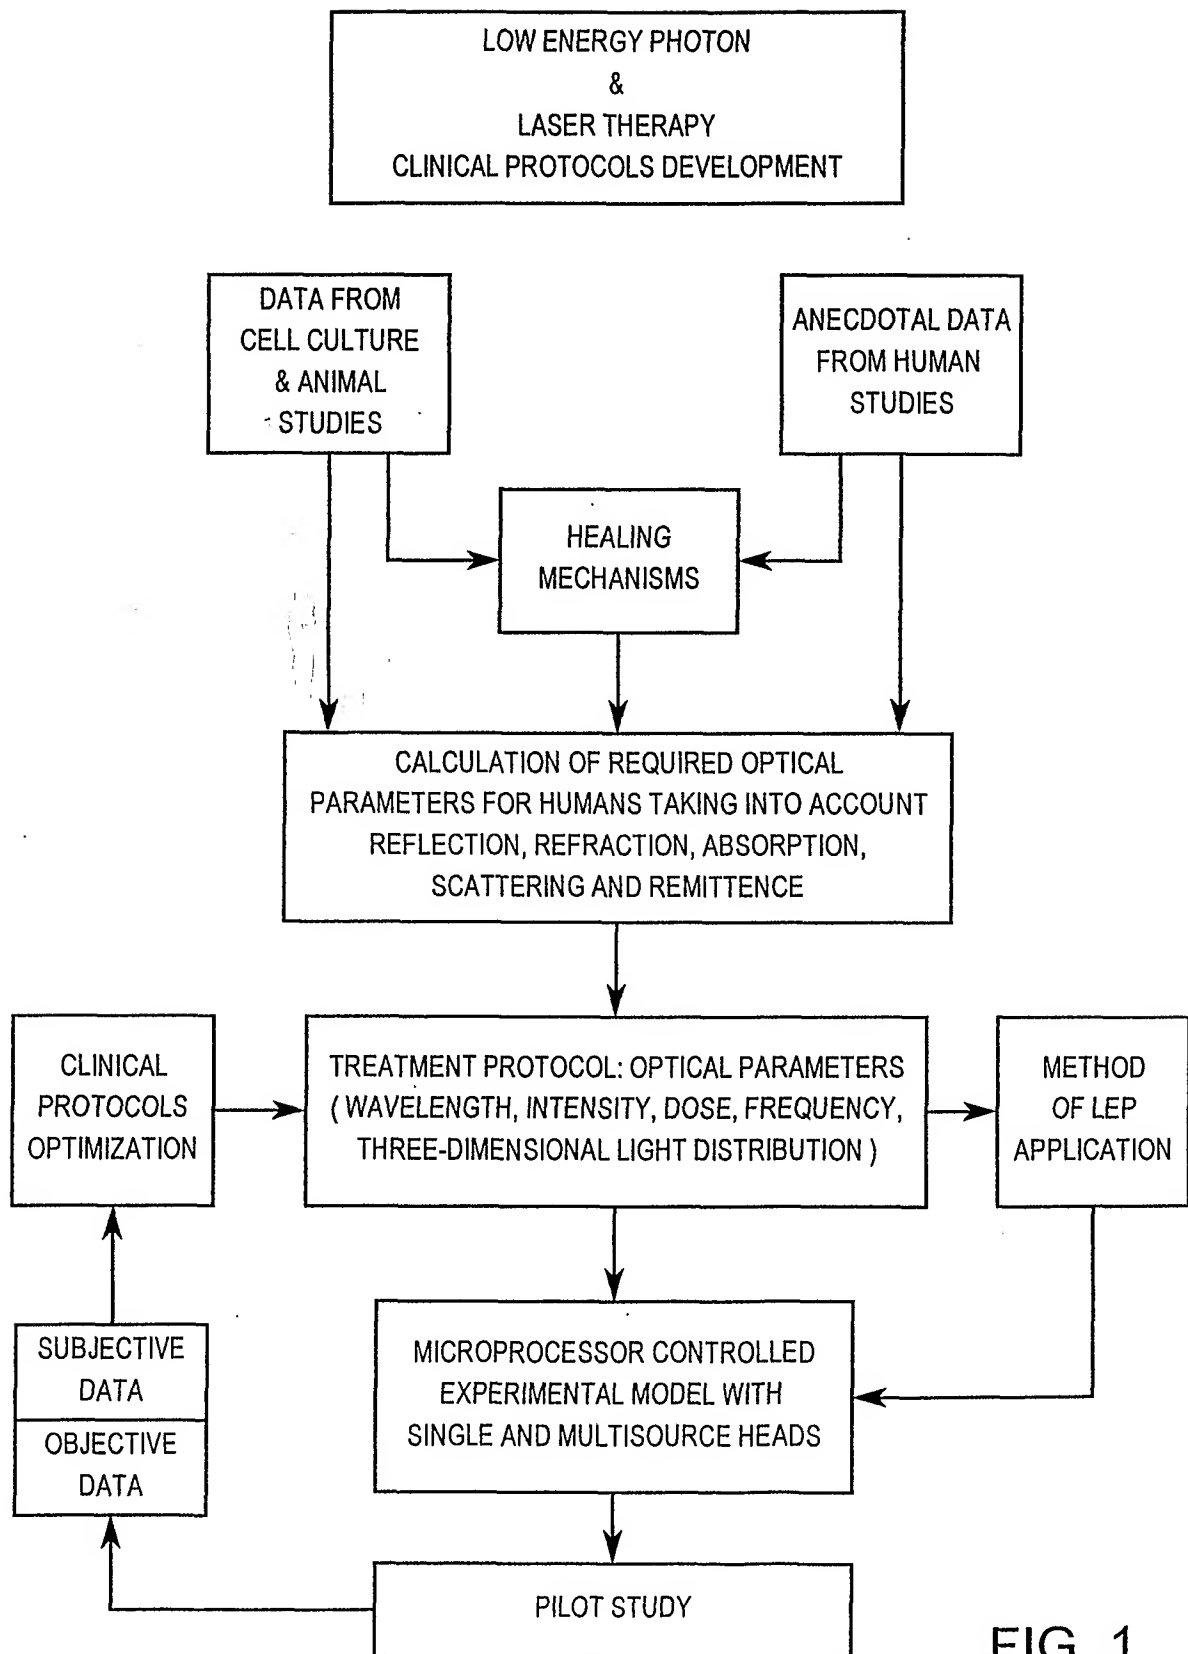 LOW ENERGY PHOTON
&
LASER THERAPY
CLINICAL PROTOCOLS DEVELOPMENT
DATA FROM
CELL CULTURE
& ANIMAL
STUDIES
ANECDOTAL DATA
FROM HUMAN
STUDIES
HEALING
MECHANISMS
CALCULATION OF REQUIRED OPTICAL
PARAMETERS FOR HUMANS TAKING INTO ACCOUNT
REFLECTION, REFRACTION, ABSORPTION,
SCATTERING AND REMITTENCE
CLINICAL
PROTOCOLS
OPTIMIZATION
TREATMENT PROTOCOL: OPTICAL PARAMETERS
( WAVELENGTH, INTENSITY, DOSE, FREQUENCY,
THREE-DIMENSIONAL LIGHT DISTRIBUTION )
METHOD
OF LEP
APPLICATION
SUBJECTIVE
DATA
OBJECTIVE
DATA
MICROPROCESSOR CONTROLLED
EXPERIMENTAL MODEL WITH
SINGLE AND MULTISOURCE HEADS
PILOT STUDY
FIG. 1